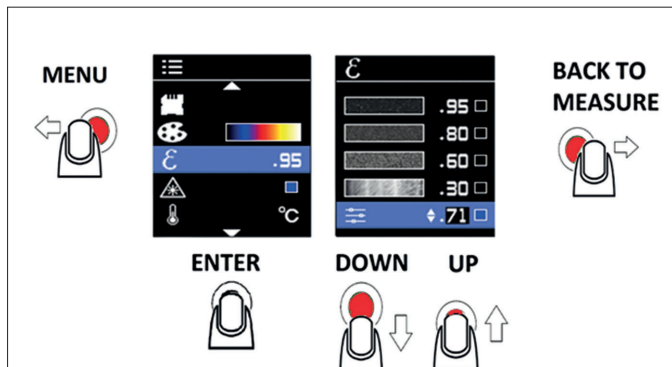 MENU
ε
.95
°C
ε
.95
.80
.60
.30
.71
BACK TO
MEASURE
ENTER
DOWN
UP